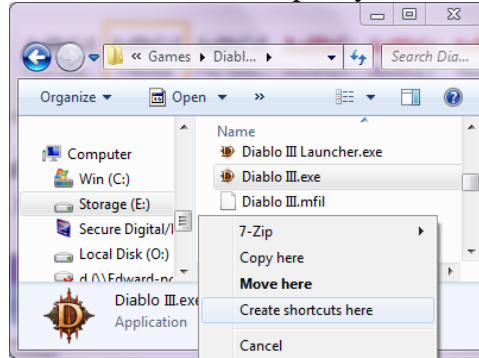 « Games ▸ Diabl... ▸ Search Dia...
Organize ▾ Open ▾ »
Name
Computer
Win (C:)
Storage (E:)
Secure Digital/
Local Disk (O:)
Diablo III Launcher.exe
Diablo III.exe
Diablo III.mfil
7-Zip
Copy here
Move here
Create shortcuts here
Cancel
Diablo III.exe
Application